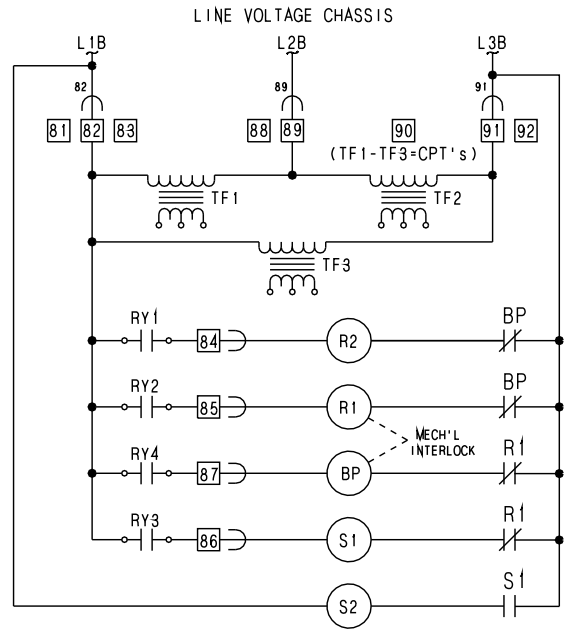 LINE VOLTAGE CHASSIS
L1B L2B L3B
82 89 91
81 82 83 88 89 90 91 92
(TF1-TF3=CPT's)
TF1 TF2
TF3
RY1 84 R2 BP
RY2 85 R1 BP
MECH'L
INTERLOCK
RY4 87 BP R1
RY3 86 S1 R1
S2 S1